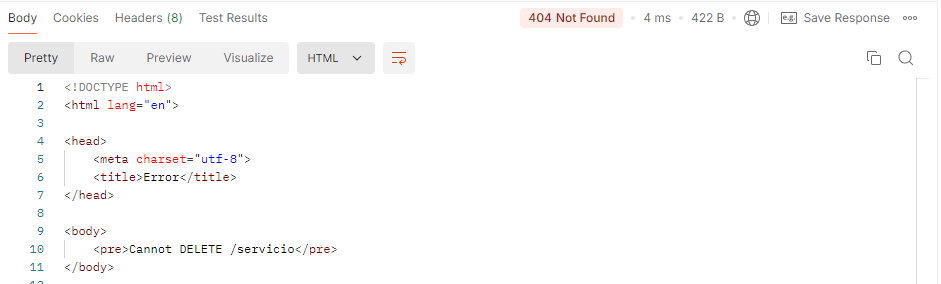 Body Cookies Headers (8) Test Results 404 Not Found • 4 ms • 422 B • e.g. Save Response
Pretty Raw Preview Visualize HTML
1 <!DOCTYPE html>
2 <html lang="en">
3
4 <head>
5 <meta charset="utf-8">
6 <title>Error</title>
7 </head>
8
9 <body>
10 <pre>Cannot DELETE /servicio</pre>
11 </body>